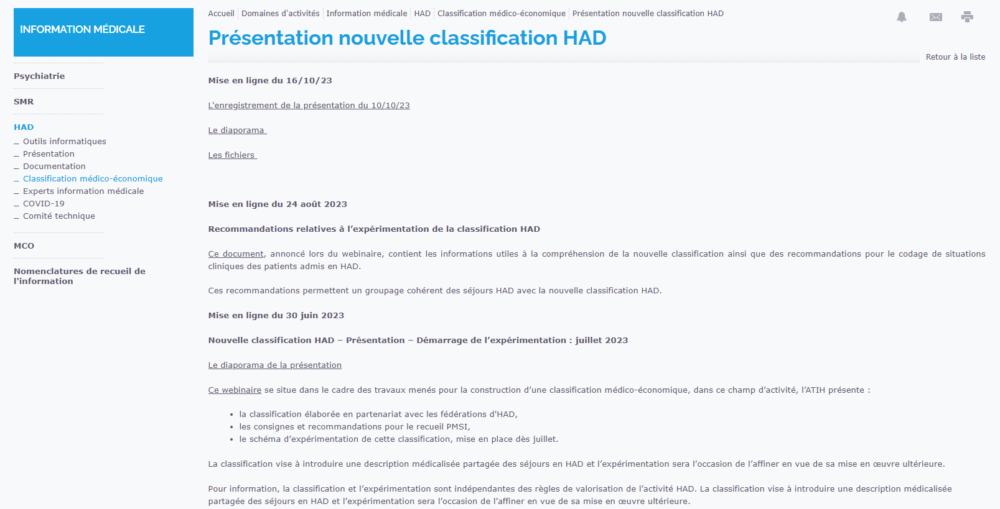 INFORMATION MÉDICALE
Psychiatrie
SMR
HAD
Outils informatiques
Présentation
Documentation
Classification médico-économique
Experts information médicale
COVID-19
Comité technique
MCO
Nomenclatures de recueil de
l'information
Accueil Domaines d'activités Information médicale HAD Classification médico-économique Présentation nouvelle classification HAD
Présentation nouvelle classification HAD
Retour à la liste
Mise en ligne du 16/10/23
L'enregistrement de la présentation du 10/10/23
Le diaporama
Les fichiers
Mise en ligne du 24 août 2023
Recommandations relatives à l’expérimentation de la classification HAD
Ce document, annoncé lors du webinaire, contient les informations utiles à la compréhension de la nouvelle classification ainsi que des recommandations pour le codage de situations
cliniques des patients admis en HAD.
Ces recommandations permettent un groupage cohérent des séjours HAD avec la nouvelle classification HAD.
Mise en ligne du 30 juin 2023
Nouvelle classification HAD – Présentation – Démarrage de l’expérimentation : juillet 2023
Le diaporama de la présentation
Ce webinaire se situe dans le cadre des travaux menés pour la construction d’une classification médico-économique, dans ce champ d’activité, l’ATIH présente :
• la classification élaborée en partenariat avec les fédérations d'HAD,
• les consignes et recommandations pour le recueil PMSI,
• le schéma d’expérimentation de cette classification, mise en place dès juillet.
La classification vise à introduire une description médicalisée partagée des séjours en HAD et l’expérimentation sera l’occasion de l’affiner en vue de sa mise en œuvre ultérieure.
Pour information, la classification et l’expérimentation sont indépendantes des règles de valorisation de l’activité HAD. La classification vise à introduire une description médicalisée
partagée des séjours en HAD et l’expérimentation sera l’occasion de l’affiner en vue de sa mise en œuvre ultérieure.